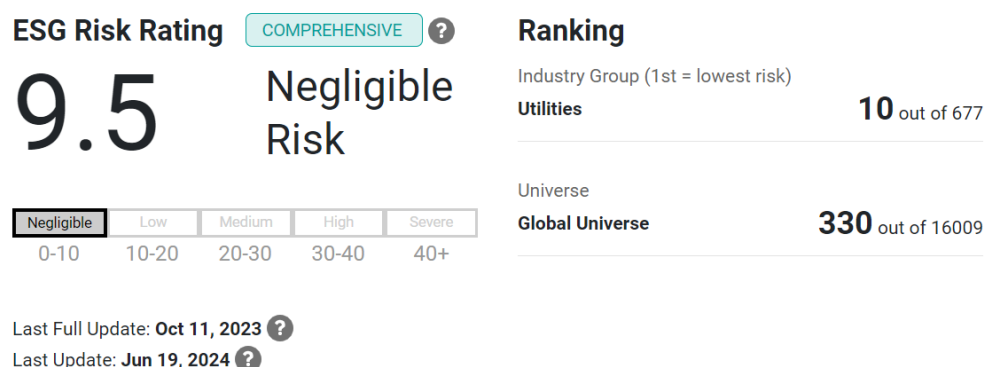 ESG Risk Rating COMPREHENSIVE ?
9.5 Negligible
Risk
Negligible Low Medium High Severe
0-10 10-20 20-30 30-40 40+
Last Full Update: Oct 11, 2023 ?
Last Update: Jun 19, 2024 ?
Ranking
Industry Group (1st = lowest risk)
Utilities 10 out of 677
Universe
Global Universe 330 out of 16009